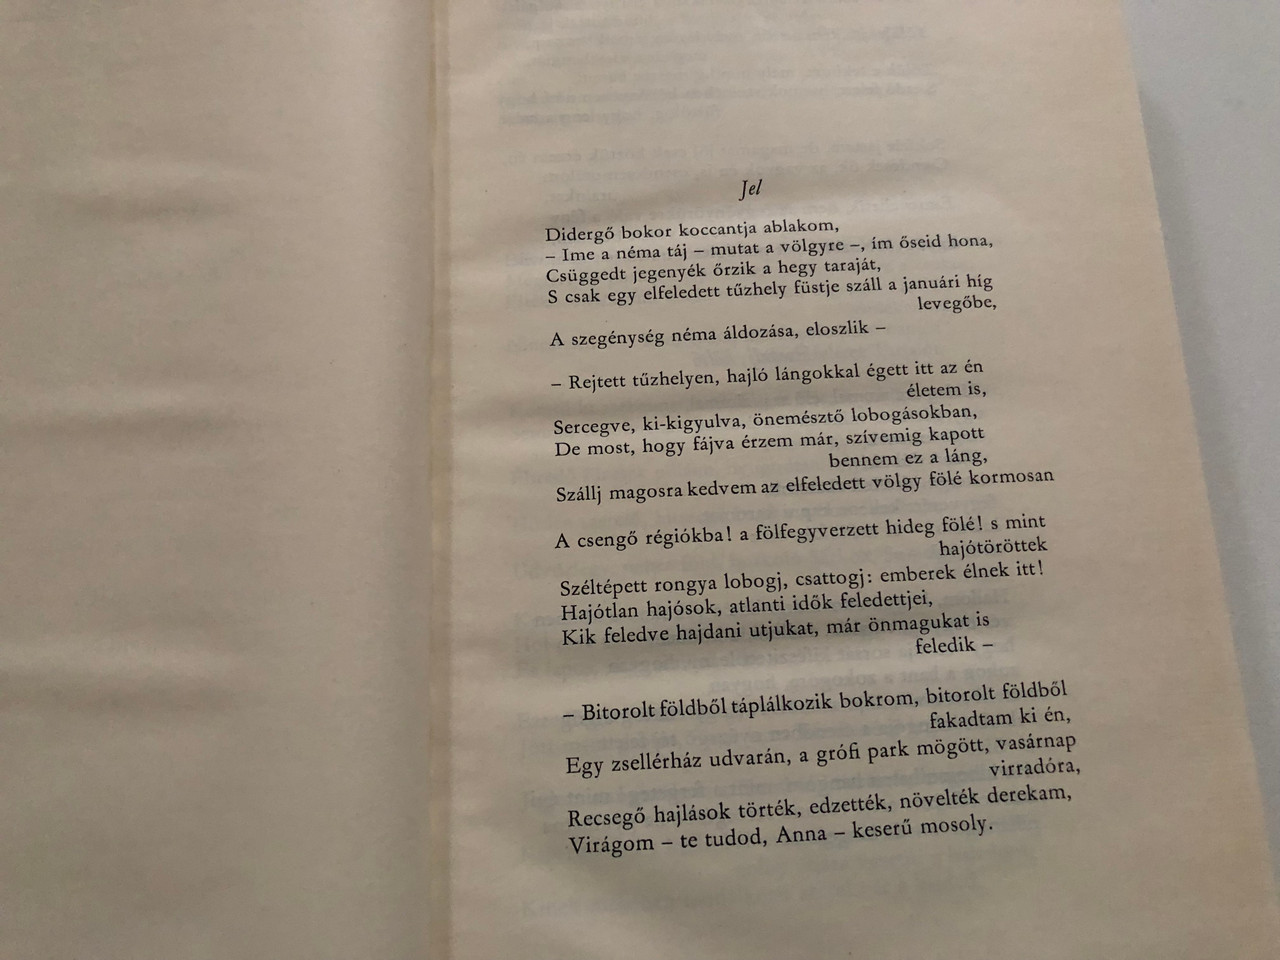 Jel
Didergő bokor koccantja ablakom,
– Ime a néma táj – mutat a völgyre –, ím őseid hona,
Csüggedt jegenyék őrzik a hegy taraját,
S csak egy elfeledett tűzhely füstje száll a januári híg
levegőbe,
A szegénység néma áldozása, eloszlik –
– Rejtett tűzhelyen, hajló lángokkal égett itt az én
életem is,
Sercegve, ki-kigyulva, önemésztő lobogásokban,
De most, hogy fájva érzem már, szívemig kapott
bennem ez a láng,
Szállj magosra kedvem az elfeledett völgy fölé kormosan
A csengő régiókba! a fölfegyverzett hideg fölé! s mint
hajótöröttek
Széltépett rongya lobogj, csattogj: emberek élnek itt!
Hajótlan hajósok, atlanti idők feledettjei,
Kik feledve hajdani utjukat, már önmagukat is
feledik –
– Bitorolt földből táplálkozik bokrom, bitorolt földből
fakadtam ki én,
Egy zsellérház udvarán, a grófi park mögött, vasárnap
virradóra,
Recsegő hajlások törték, edzették, növelték derekam,
Virágom – te tudod, Anna – keserű mosoly.